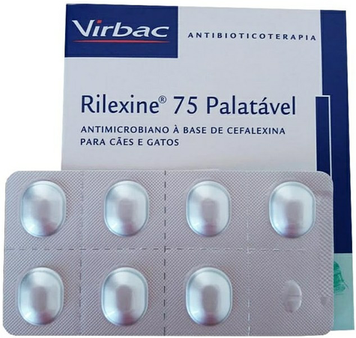 Virbac
ANTIBIOTICOTERAPIA
Rilexine® 75 Palatável
ANTIMICROBIANO À BASE DE CEFALEXINA
PARA CÃES E GATOS